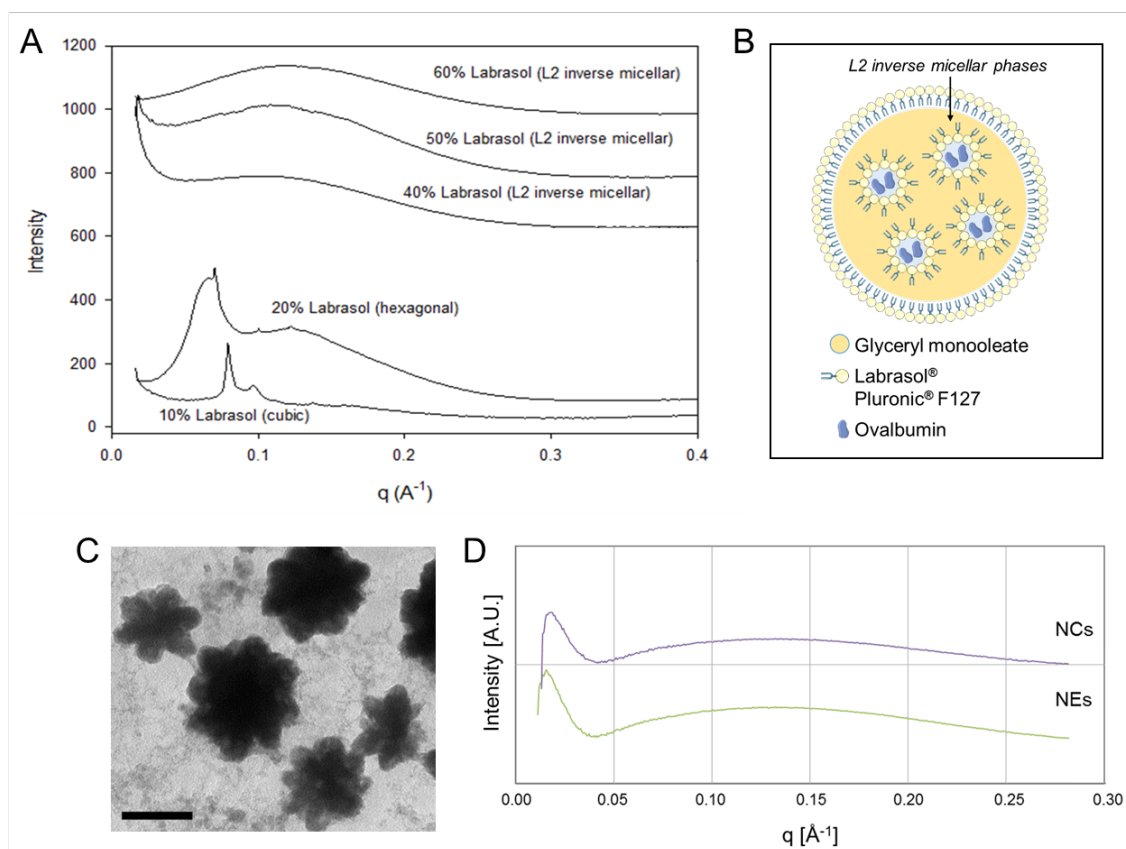 A
1200
1000
800
600
400
200
0
Intensity
60% Labrasol (L2 inverse micellar)
50% Labrasol (L2 inverse micellar)
40% Labrasol (L2 inverse micellar)
20% Labrasol (hexagonal)
10% Labrasol (cubic)
0.0 0.1 0.2 0.3 0.4
q (A⁻¹)
B
L2 inverse micellar phases
Glyceryl monooleate
Labrasol®
Pluronic® F127
Ovalbumin
C
D
Intensity [A.U.]
NCs
NEs
0.00 0.05 0.10 0.15 0.20 0.25 0.30
q [Å⁻¹]